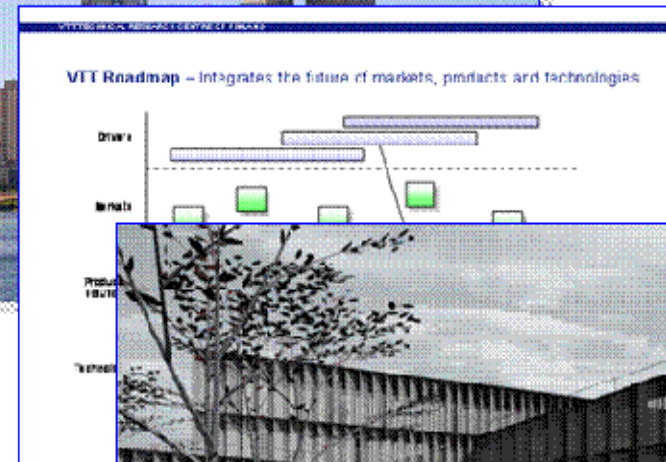 VTT TECHNICAL RESEARCH CENTRE OF FINLAND
VTT Roadmap – Integrates the future of markets, products and technologies
Drivers
Markets